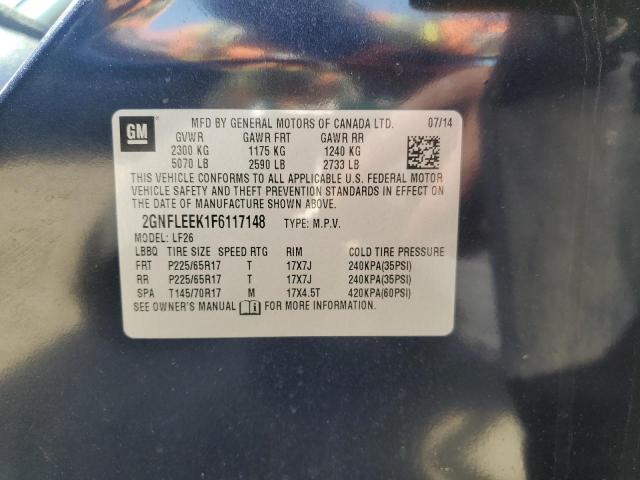 GM
MFD BY GENERAL MOTORS OF CANADA LTD. 07/14
GVWR GAWR FRT GAWR RR
2300 KG 1175 KG 1240 KG
5070 LB 2590 LB 2733 LB
THIS VEHICLE CONFORMS TO ALL APPLICABLE U.S. FEDERAL MOTOR
VEHICLE SAFETY AND THEFT PREVENTION STANDARDS IN EFFECT ON
THE DATE OF MANUFACTURE SHOWN ABOVE.
2GNFLEEK1F6117148 TYPE: M.P.V.
MODEL: LF26
LBBQ TIRE SIZE SPEED RTG RIM COLD TIRE PRESSURE
FRT P225/65R17 T 17X7J 240KPA(35PSI)
RR P225/65R17 T 17X7J 240KPA(35PSI)
SPA T145/70R17 M 17X4.5T 420KPA(60PSI)
SEE OWNER'S MANUAL FOR MORE INFORMATION.